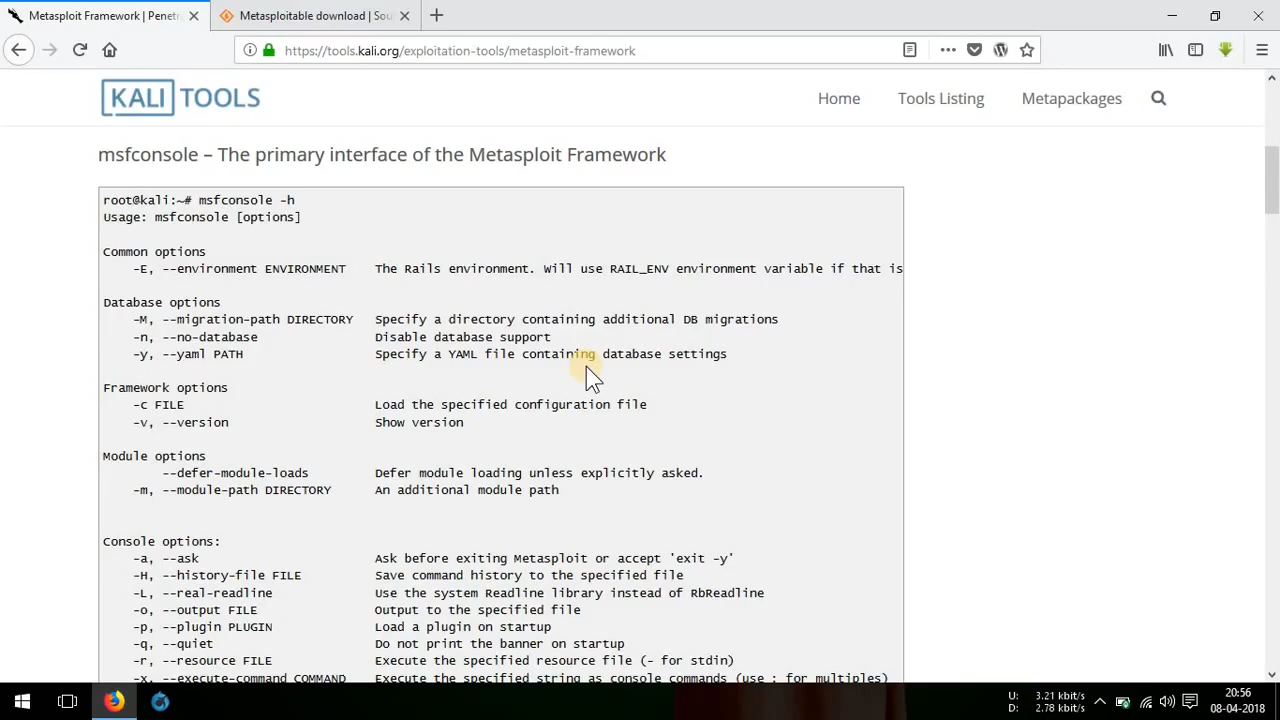 Metasploit Framework | Penetra
Metasploitable download | Sou
https://tools.kali.org/exploitation-tools/metasploit-framework
KALI TOOLS
Home Tools Listing Metapackages
msfconsole – The primary interface of the Metasploit Framework
root@kali:~# msfconsole -h
Usage: msfconsole [options]
Common options
-E, --environment ENVIRONMENT The Rails environment. Will use RAIL_ENV environment variable if that is
Database options
-M, --migration-path DIRECTORY Specify a directory containing additional DB migrations
-n, --no-database Disable database support
-y, --yaml PATH Specify a YAML file containing database settings
Framework options
-c FILE Load the specified configuration file
-v, --version Show version
Module options
--defer-module-loads Defer module loading unless explicitly asked.
-m, --module-path DIRECTORY An additional module path
Console options:
-a, --ask Ask before exiting Metasploit or accept 'exit -y'
-H, --history-file FILE Save command history to the specified file
-L, --real-readline Use the system Readline library instead of RbReadline
-o, --output FILE Output to the specified file
-p, --plugin PLUGIN Load a plugin on startup
-q, --quiet Do not print the banner on startup
-r, --resource FILE Execute the specified resource file (- for stdin)
-x, --execute-command COMMAND Execute the specified string as console commands (use ; for multiples)
U: 3.21 kbit/s
D: 2.78 kbit/s
20:56
08-04-2018